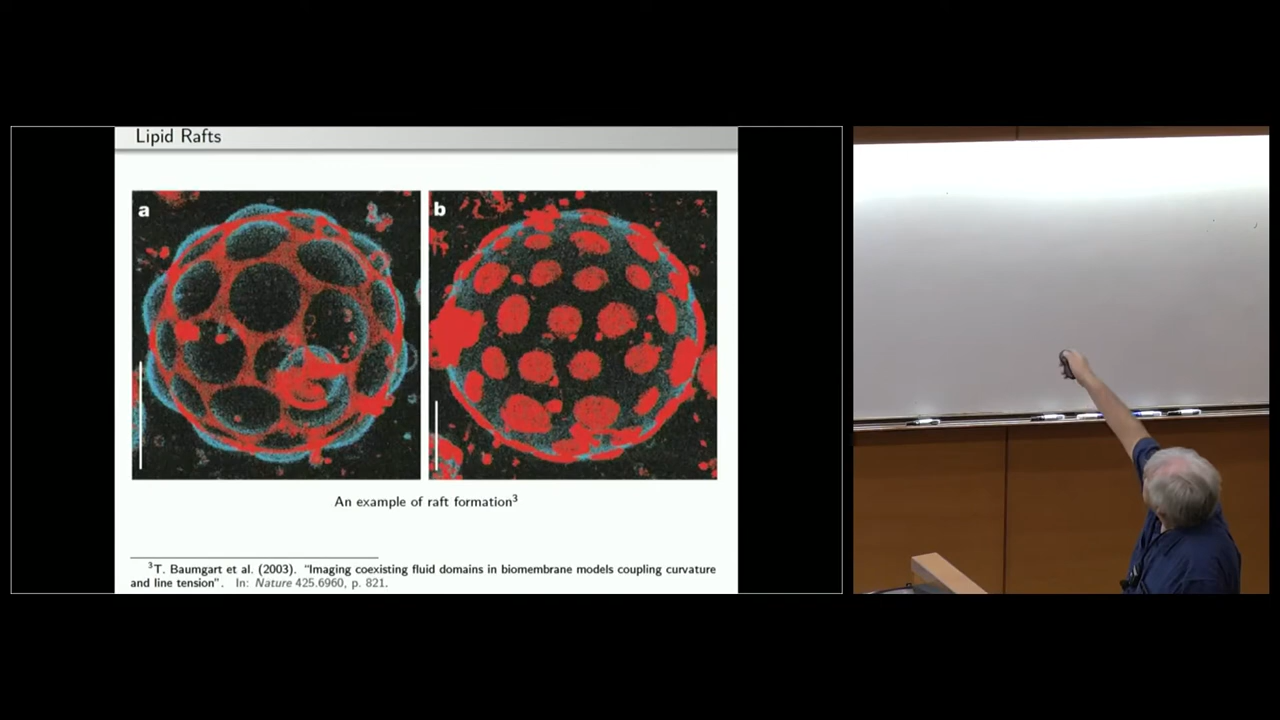 Lipid Rafts
a
b
An example of raft formation³
³T. Baumgart et al. (2003). "Imaging coexisting fluid domains in biomembrane models coupling curvature
and line tension". In: Nature 425.6960, p. 821.